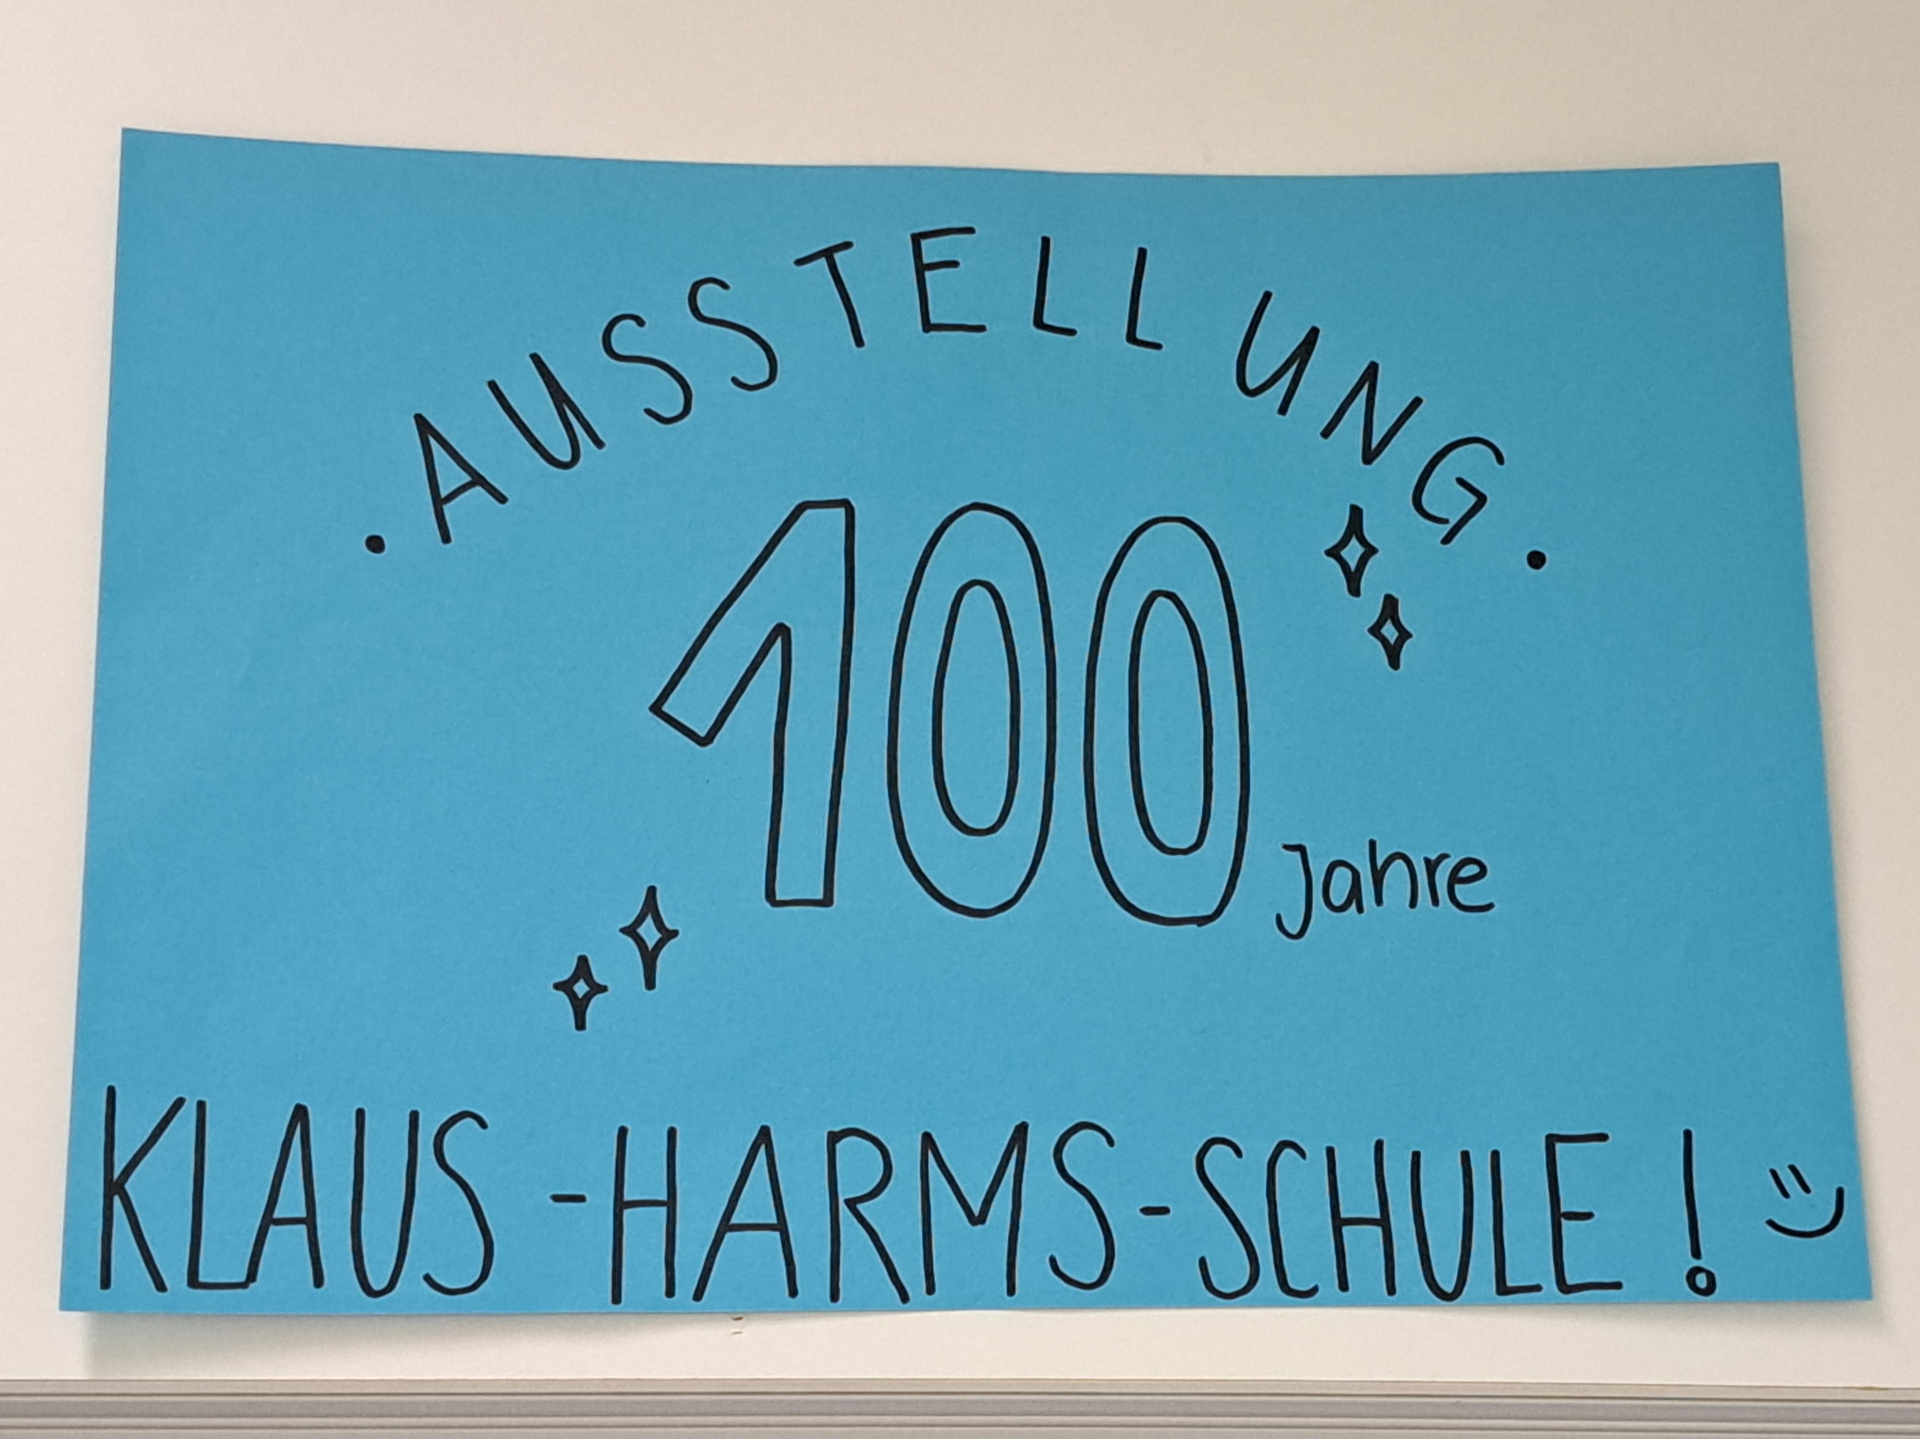 . AUSSTELLUNG .
100 Jahre
KLAUS-HARMS-SCHULE!